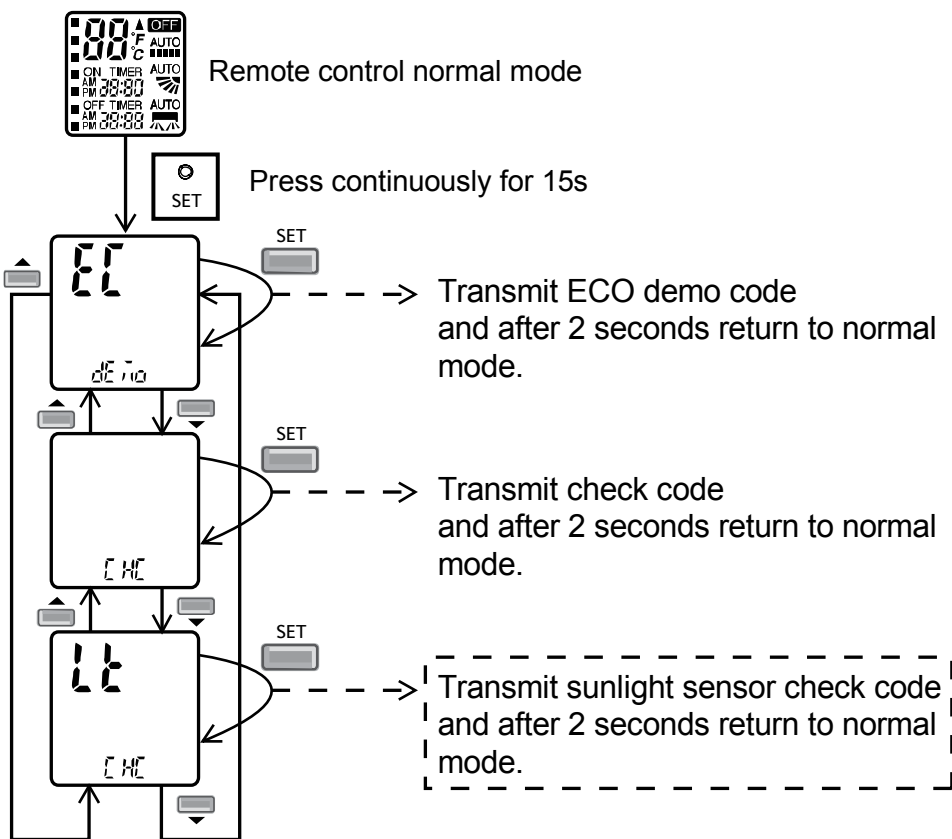 88 °F OFF
°C AUTO
ON TIMER AUTO
AM
PM 88:88
OFF TIMER AUTO
AM
PM 88:88
Remote control normal mode
SET
Press continuously for 15s
EC
dEmo
SET
Transmit ECO demo code
and after 2 seconds return to normal
mode.
CHC
SET
Transmit check code
and after 2 seconds return to normal
mode.
Lt
CHC
SET
Transmit sunlight sensor check code
and after 2 seconds return to normal
mode.